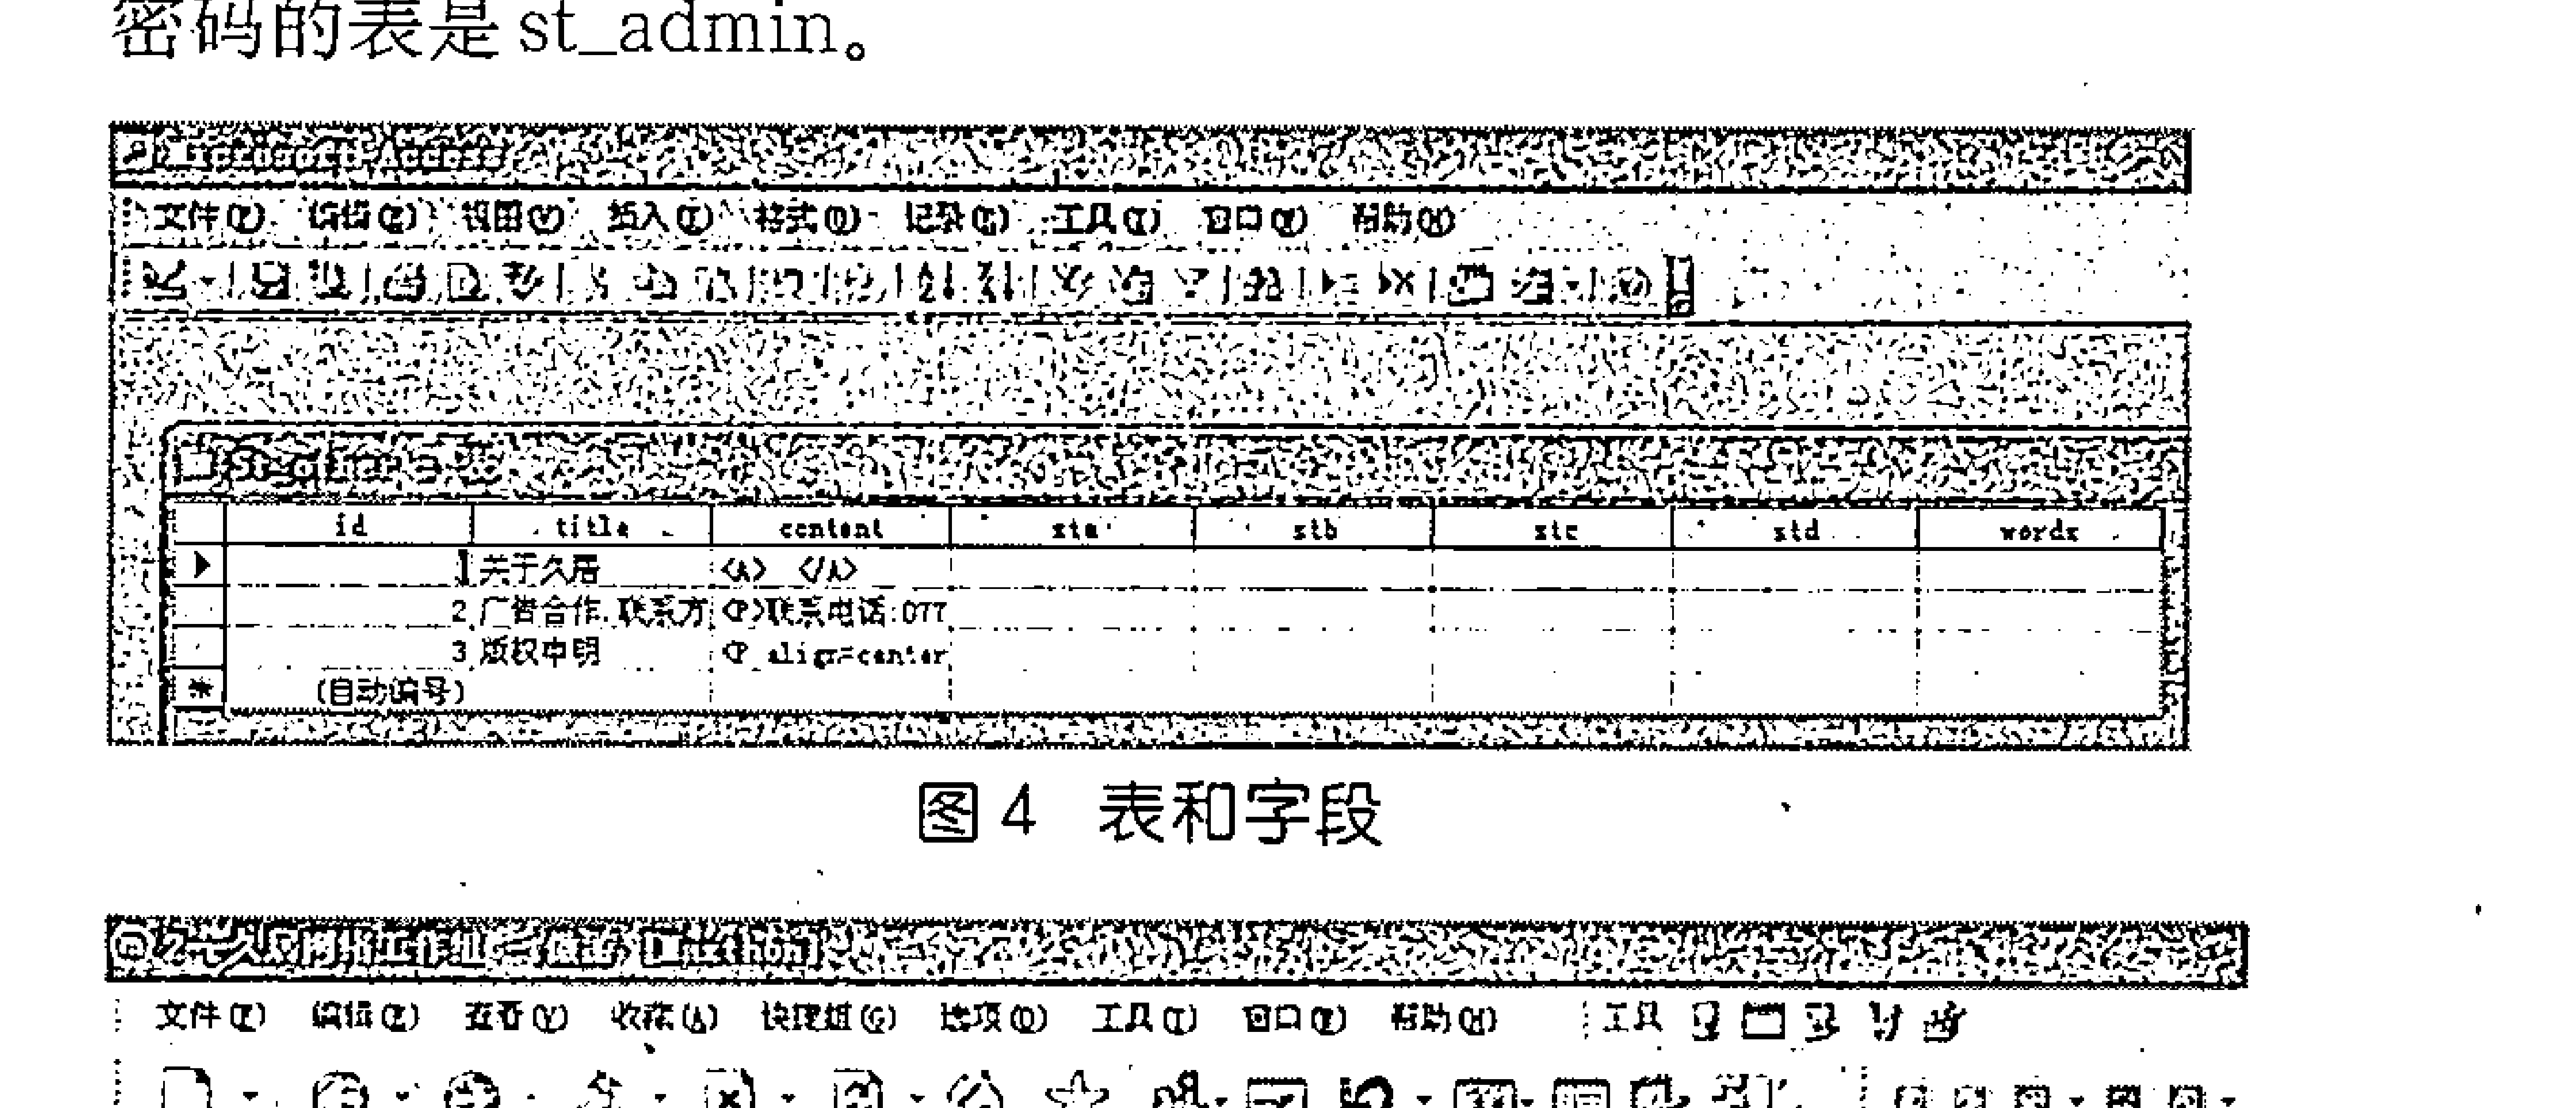 密码的表是 st_admin。
Microsoft Access
文件(F) 编辑(E) 视图(V) 插入(I) 格式(O) 记录(R) 工具(T) 窗口(W) 帮助(H)
id title content sta stb stc std words
1 关于久居 <A> </A>
2 广告合作,联系方 <P>联系电话:077
3 版权申明 <P align=center
(自动编号)
图 4 表和字段
文件(F) 编辑(E) 查看(V) 收藏(A) 快捷组(G) 选项(O) 工具(T) 窗口(W) 帮助(H) 工具